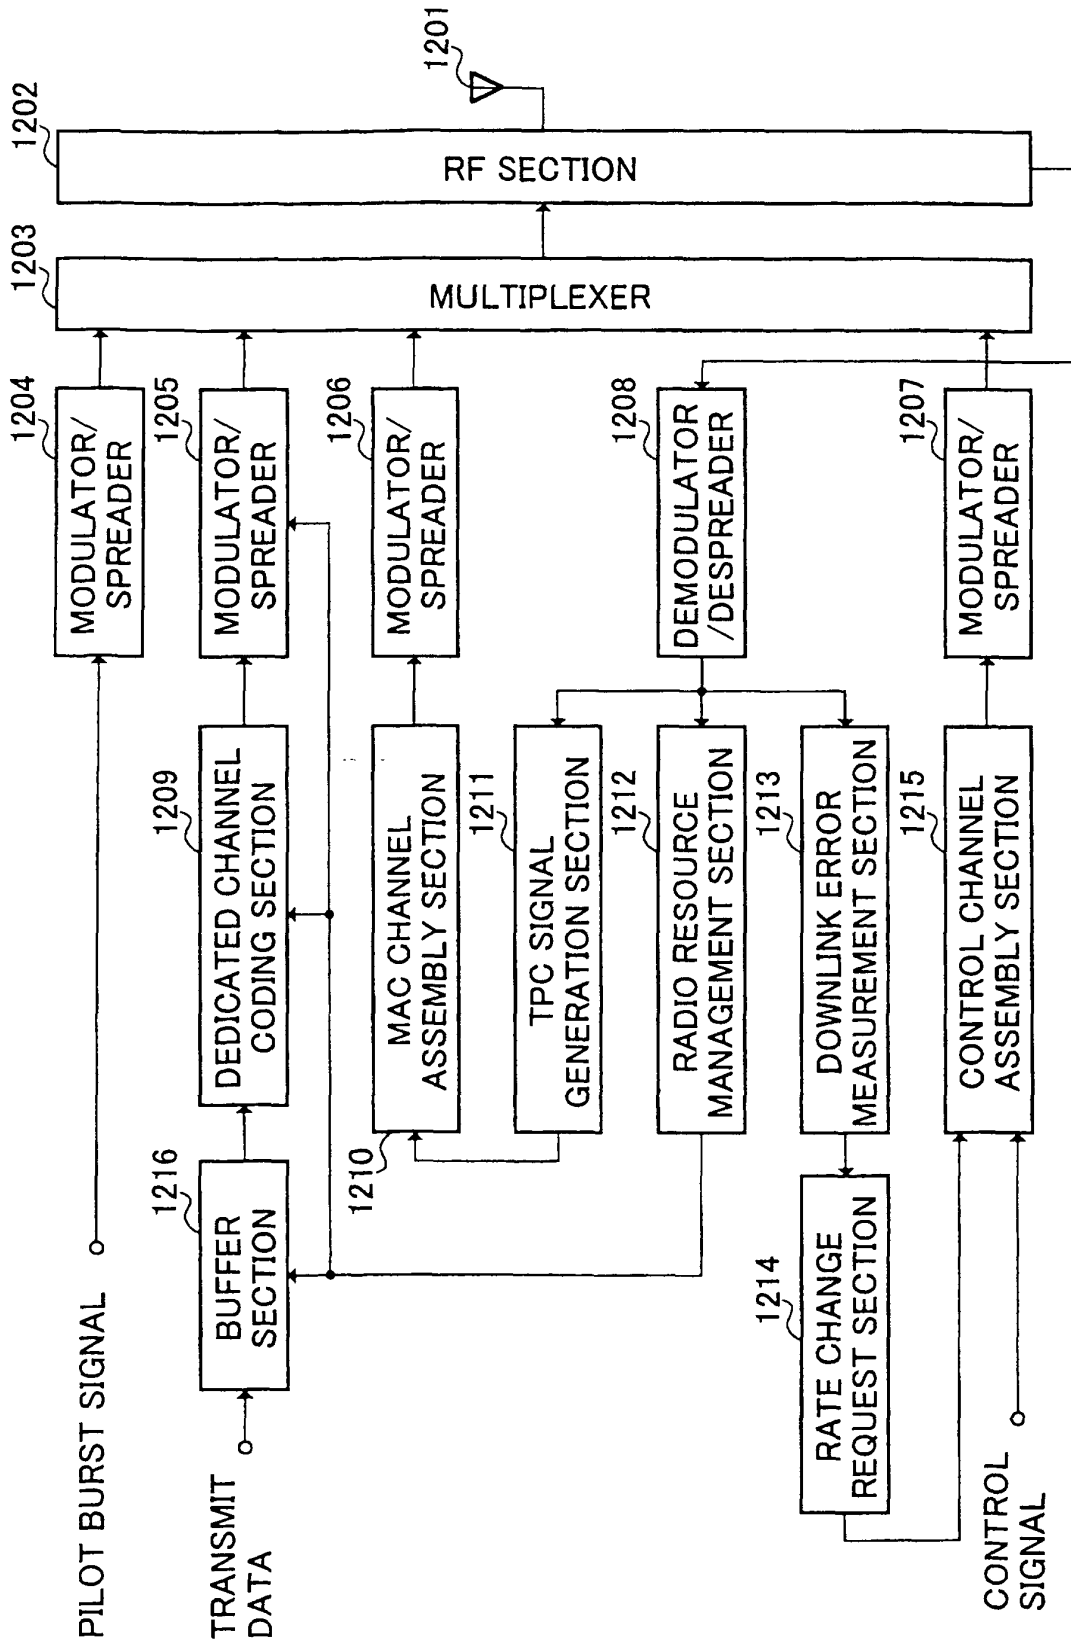 PILOT BURST SIGNAL
1204
MODULATOR/
SPREADER
1203
MULTIPLEXER
1202
RF SECTION
1201
TRANSMIT
DATA
1216
BUFFER
SECTION
1209
DEDICATED CHANNEL
CODING SECTION
1205
MODULATOR/
SPREADER
1210
MAC CHANNEL
ASSEMBLY SECTION
1206
MODULATOR/
SPREADER
1211
TPC SIGNAL
GENERATION SECTION
1212
RADIO RESOURCE
MANAGEMENT SECTION
1208
DEMODULATOR
/DESPREADER
1213
DOWNLINK ERROR
MEASUREMENT SECTION
1214
RATE CHANGE
REQUEST SECTION
1215
CONTROL CHANNEL
ASSEMBLY SECTION
1207
MODULATOR/
SPREADER
CONTROL
SIGNAL